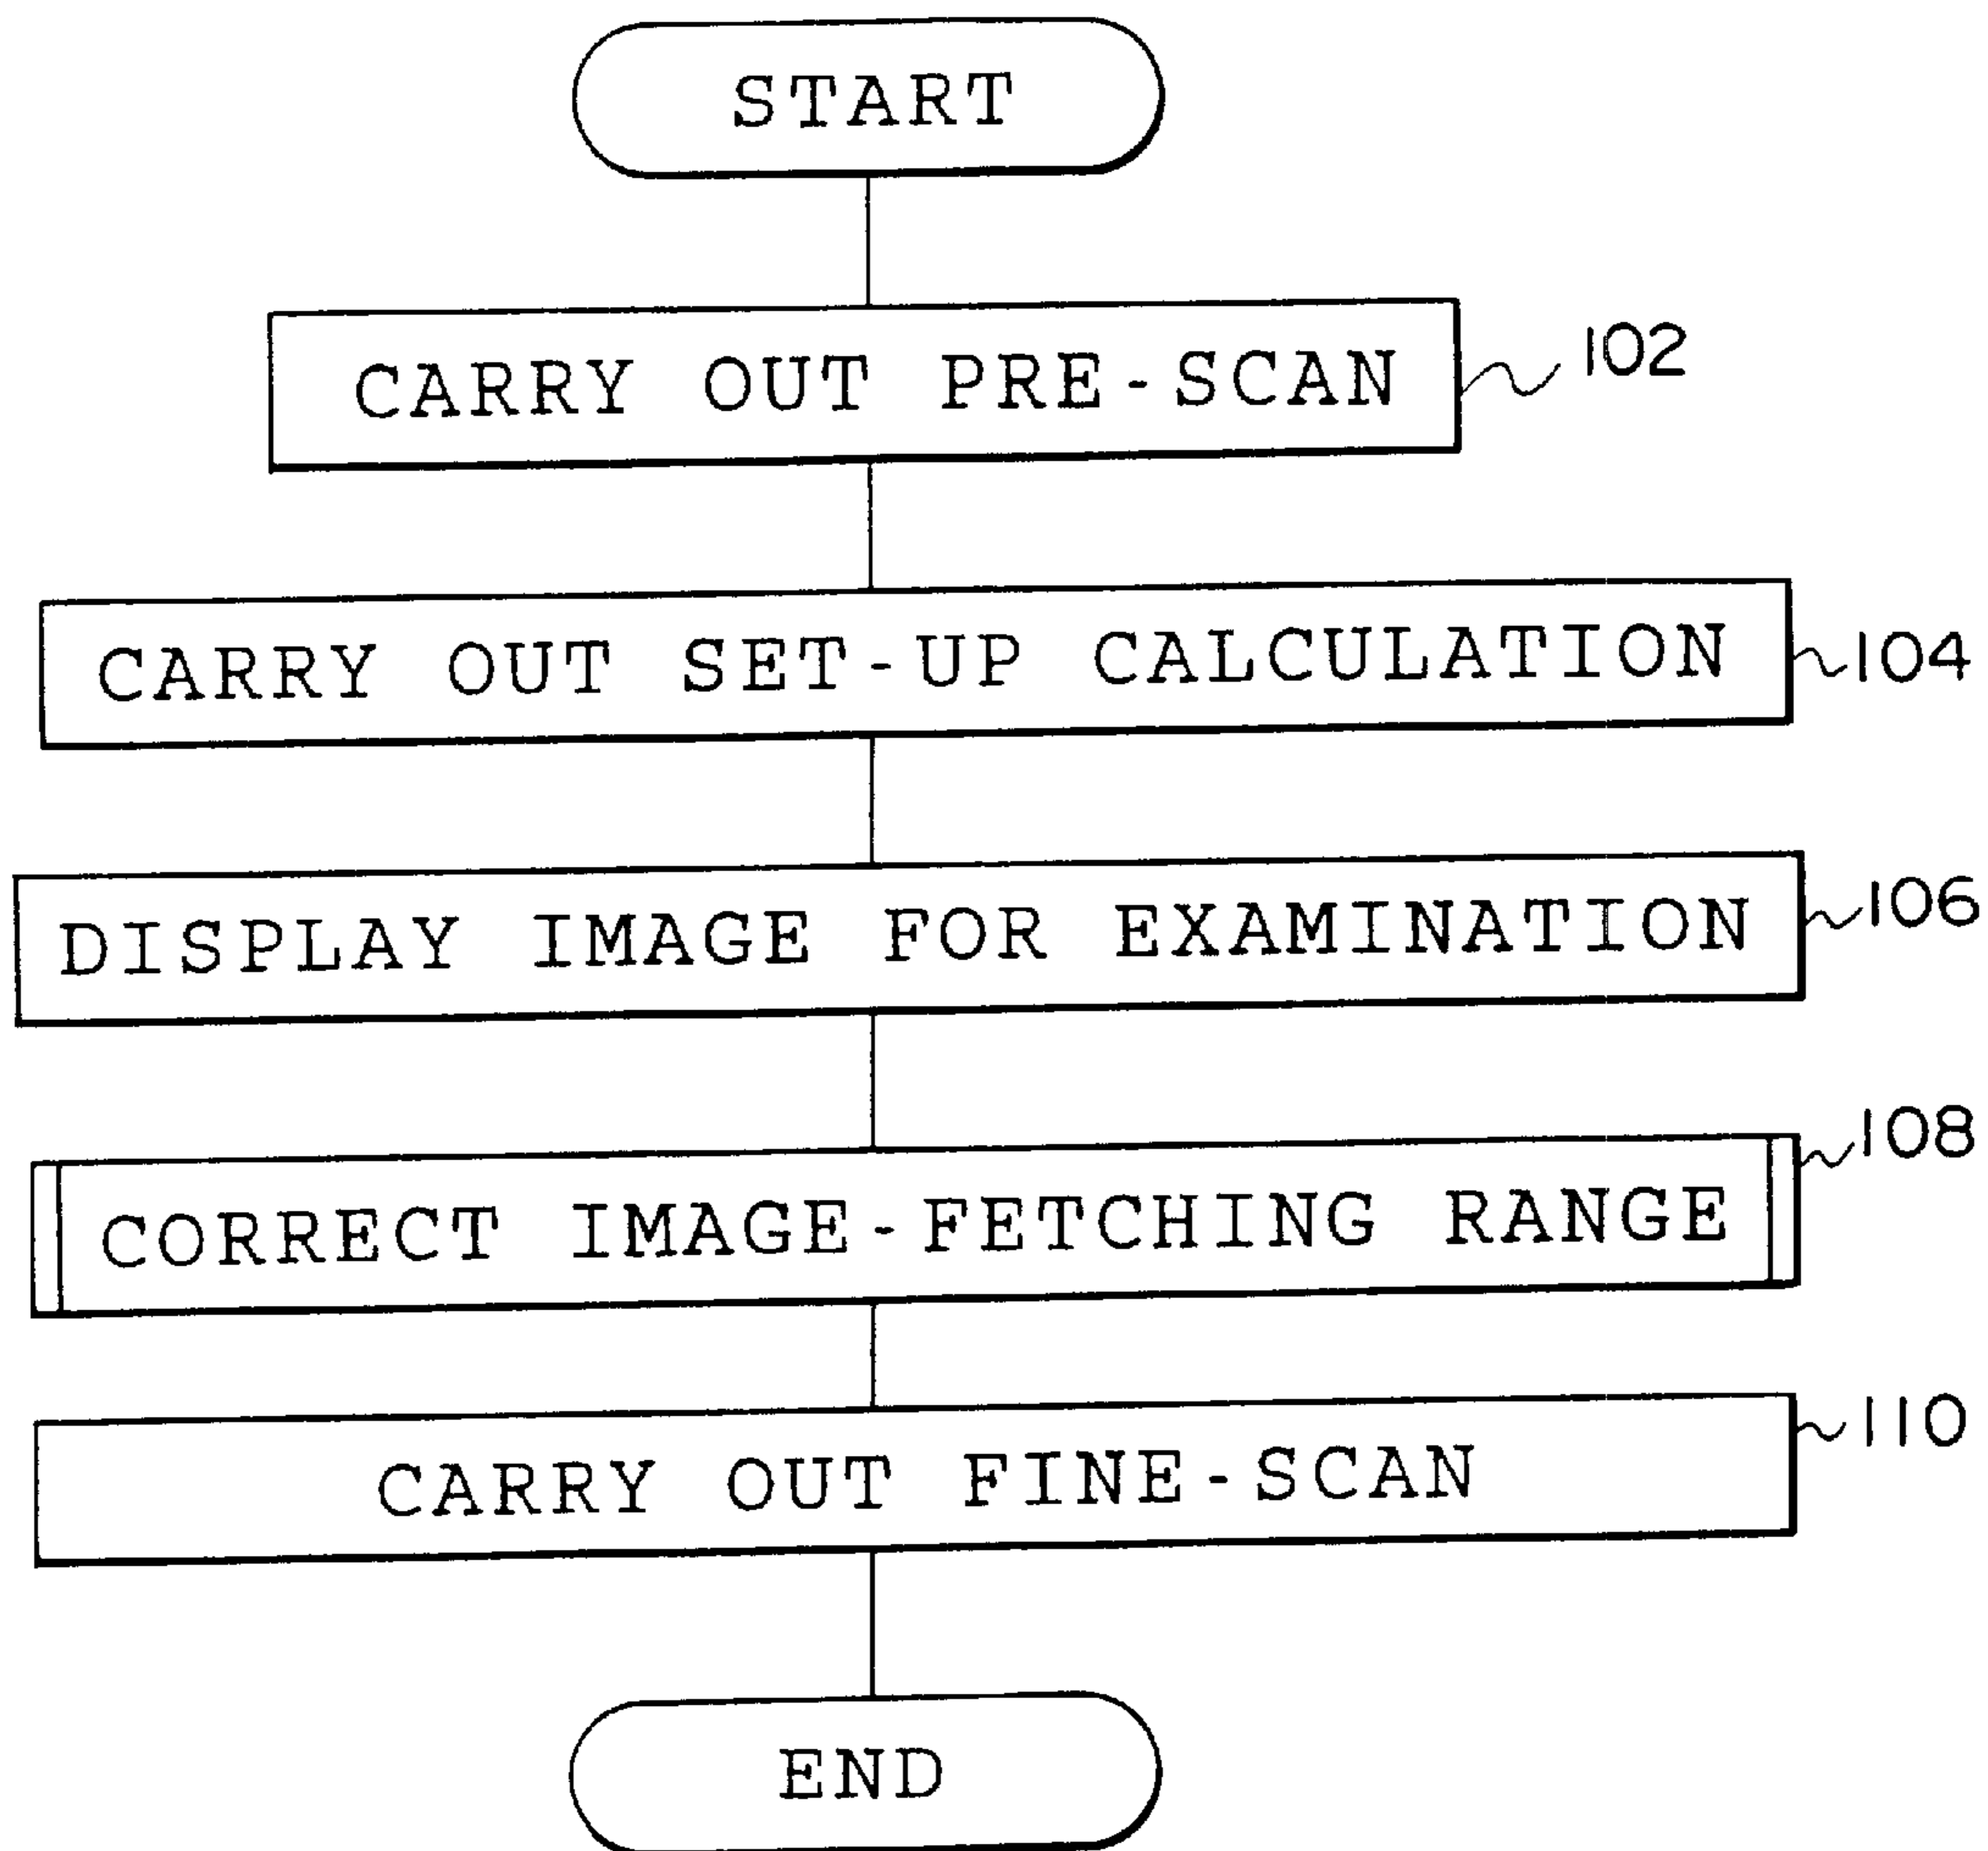 START
CARRY OUT PRE-SCAN
102
CARRY OUT SET-UP CALCULATION
104
DISPLAY IMAGE FOR EXAMINATION
106
108
CORRECT IMAGE-FETCHING RANGE
110
CARRY OUT FINE-SCAN
END